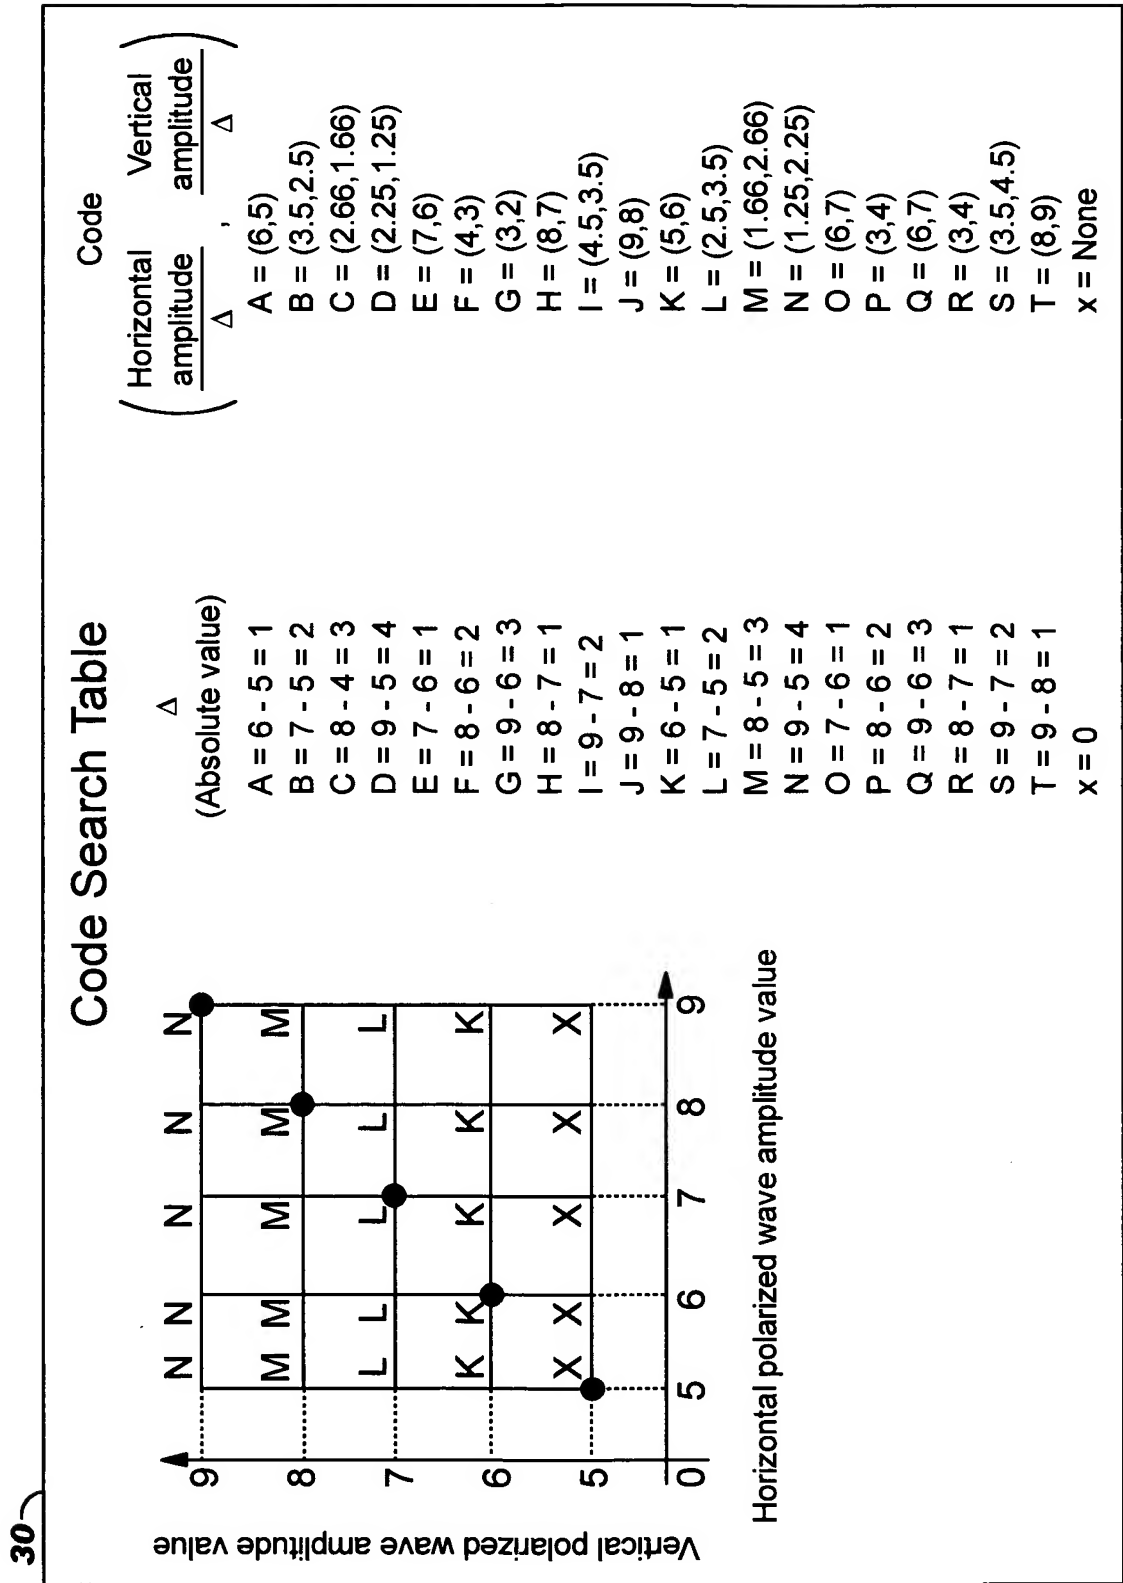 30
Code Search Table
Vertical polarized wave amplitude value
9
8
7
6
5
0
N N N N N
M M M M M
L L L L L
K K K K K
X X X X X
5 6 7 8 9
Horizontal polarized wave amplitude value
Δ
(Absolute value)
A = 6 - 5 = 1
B = 7 - 5 = 2
C = 8 - 4 = 3
D = 9 - 5 = 4
E = 7 - 6 = 1
F = 8 - 6 = 2
G = 9 - 6 = 3
H = 8 - 7 = 1
I = 9 - 7 = 2
J = 9 - 8 = 1
K = 6 - 5 = 1
L = 7 - 5 = 2
M = 8 - 5 = 3
N = 9 - 5 = 4
O = 7 - 6 = 1
P = 8 - 6 = 2
Q = 9 - 6 = 3
R = 8 - 7 = 1
S = 9 - 7 = 2
T = 9 - 8 = 1
x = 0
Code
( Horizontal Vertical )
amplitude , amplitude
Δ Δ
A = (6,5)
B = (3.5,2.5)
C = (2.66,1.66)
D = (2.25,1.25)
E = (7,6)
F = (4,3)
G = (3,2)
H = (8,7)
I = (4.5,3.5)
J = (9,8)
K = (5,6)
L = (2.5,3.5)
M = (1.66,2.66)
N = (1.25,2.25)
O = (6,7)
P = (3,4)
Q = (6,7)
R = (3,4)
S = (3.5,4.5)
T = (8,9)
x = None